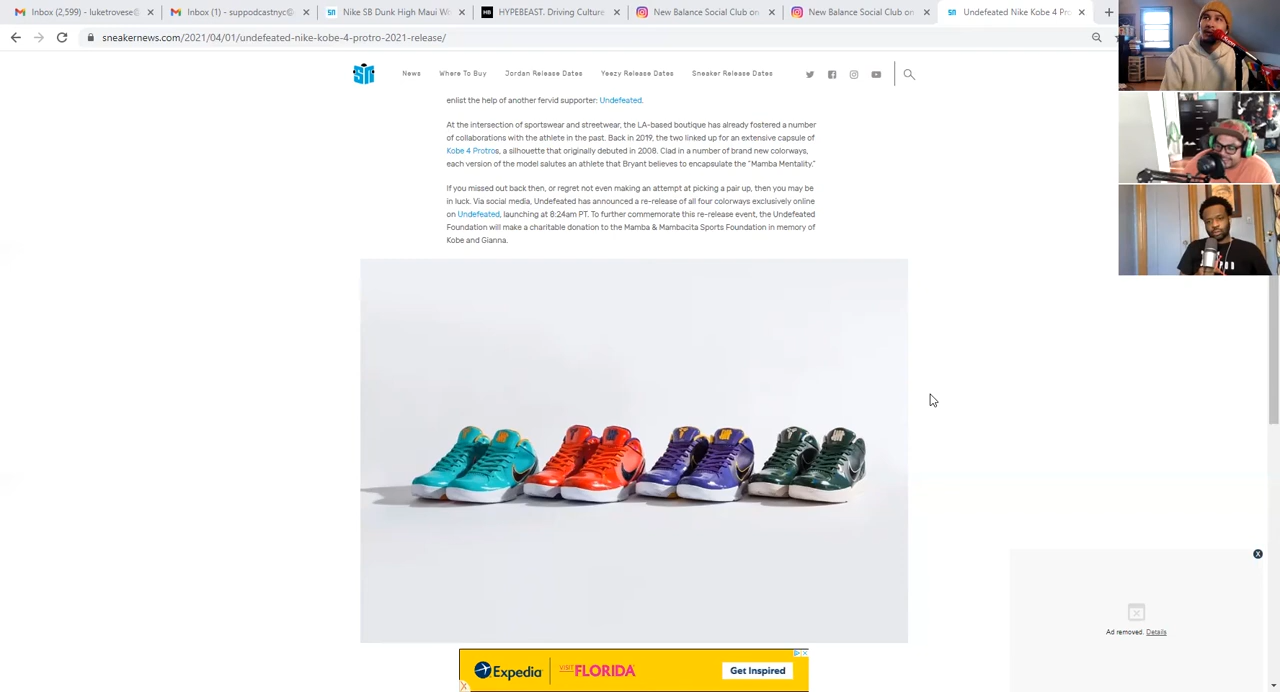 Inbox (2,599) - luketrovese@
Inbox (1) - suppodcastnyc@
Nike SB Dunk High Maui Wi
HYPEBEAST. Driving Culture
New Balance Social Club on
New Balance Social Club on
Undefeated Nike Kobe 4 Pro
sneakernews.com/2021/04/01/undefeated-nike-kobe-4-protro-2021-release/
News
Where To Buy
Jordan Release Dates
Yeezy Release Dates
Sneaker Release Dates
enlist the help of another fervid supporter: Undefeated.
At the intersection of sportswear and streetwear, the LA-based boutique has already fostered a number
of collaborations with the athlete in the past. Back in 2019, the two linked up for an extensive capsule of
Kobe 4 Protros, a silhouette that originally debuted in 2008. Clad in a number of brand new colorways,
each version of the model salutes an athlete that Bryant believes to encapsulate the “Mamba Mentality.”
If you missed out back then, or regret not even making an attempt at picking a pair up, then you may be
in luck. Via social media, Undefeated has announced a re-release of all four colorways exclusively online
on Undefeated, launching at 8:24am PT. To further commemorate this re-release event, the Undefeated
Foundation will make a charitable donation to the Mamba & Mambacita Sports Foundation in memory of
Kobe and Gianna.
Ad removed. Details
Expedia
VISIT FLORIDA
Get Inspired